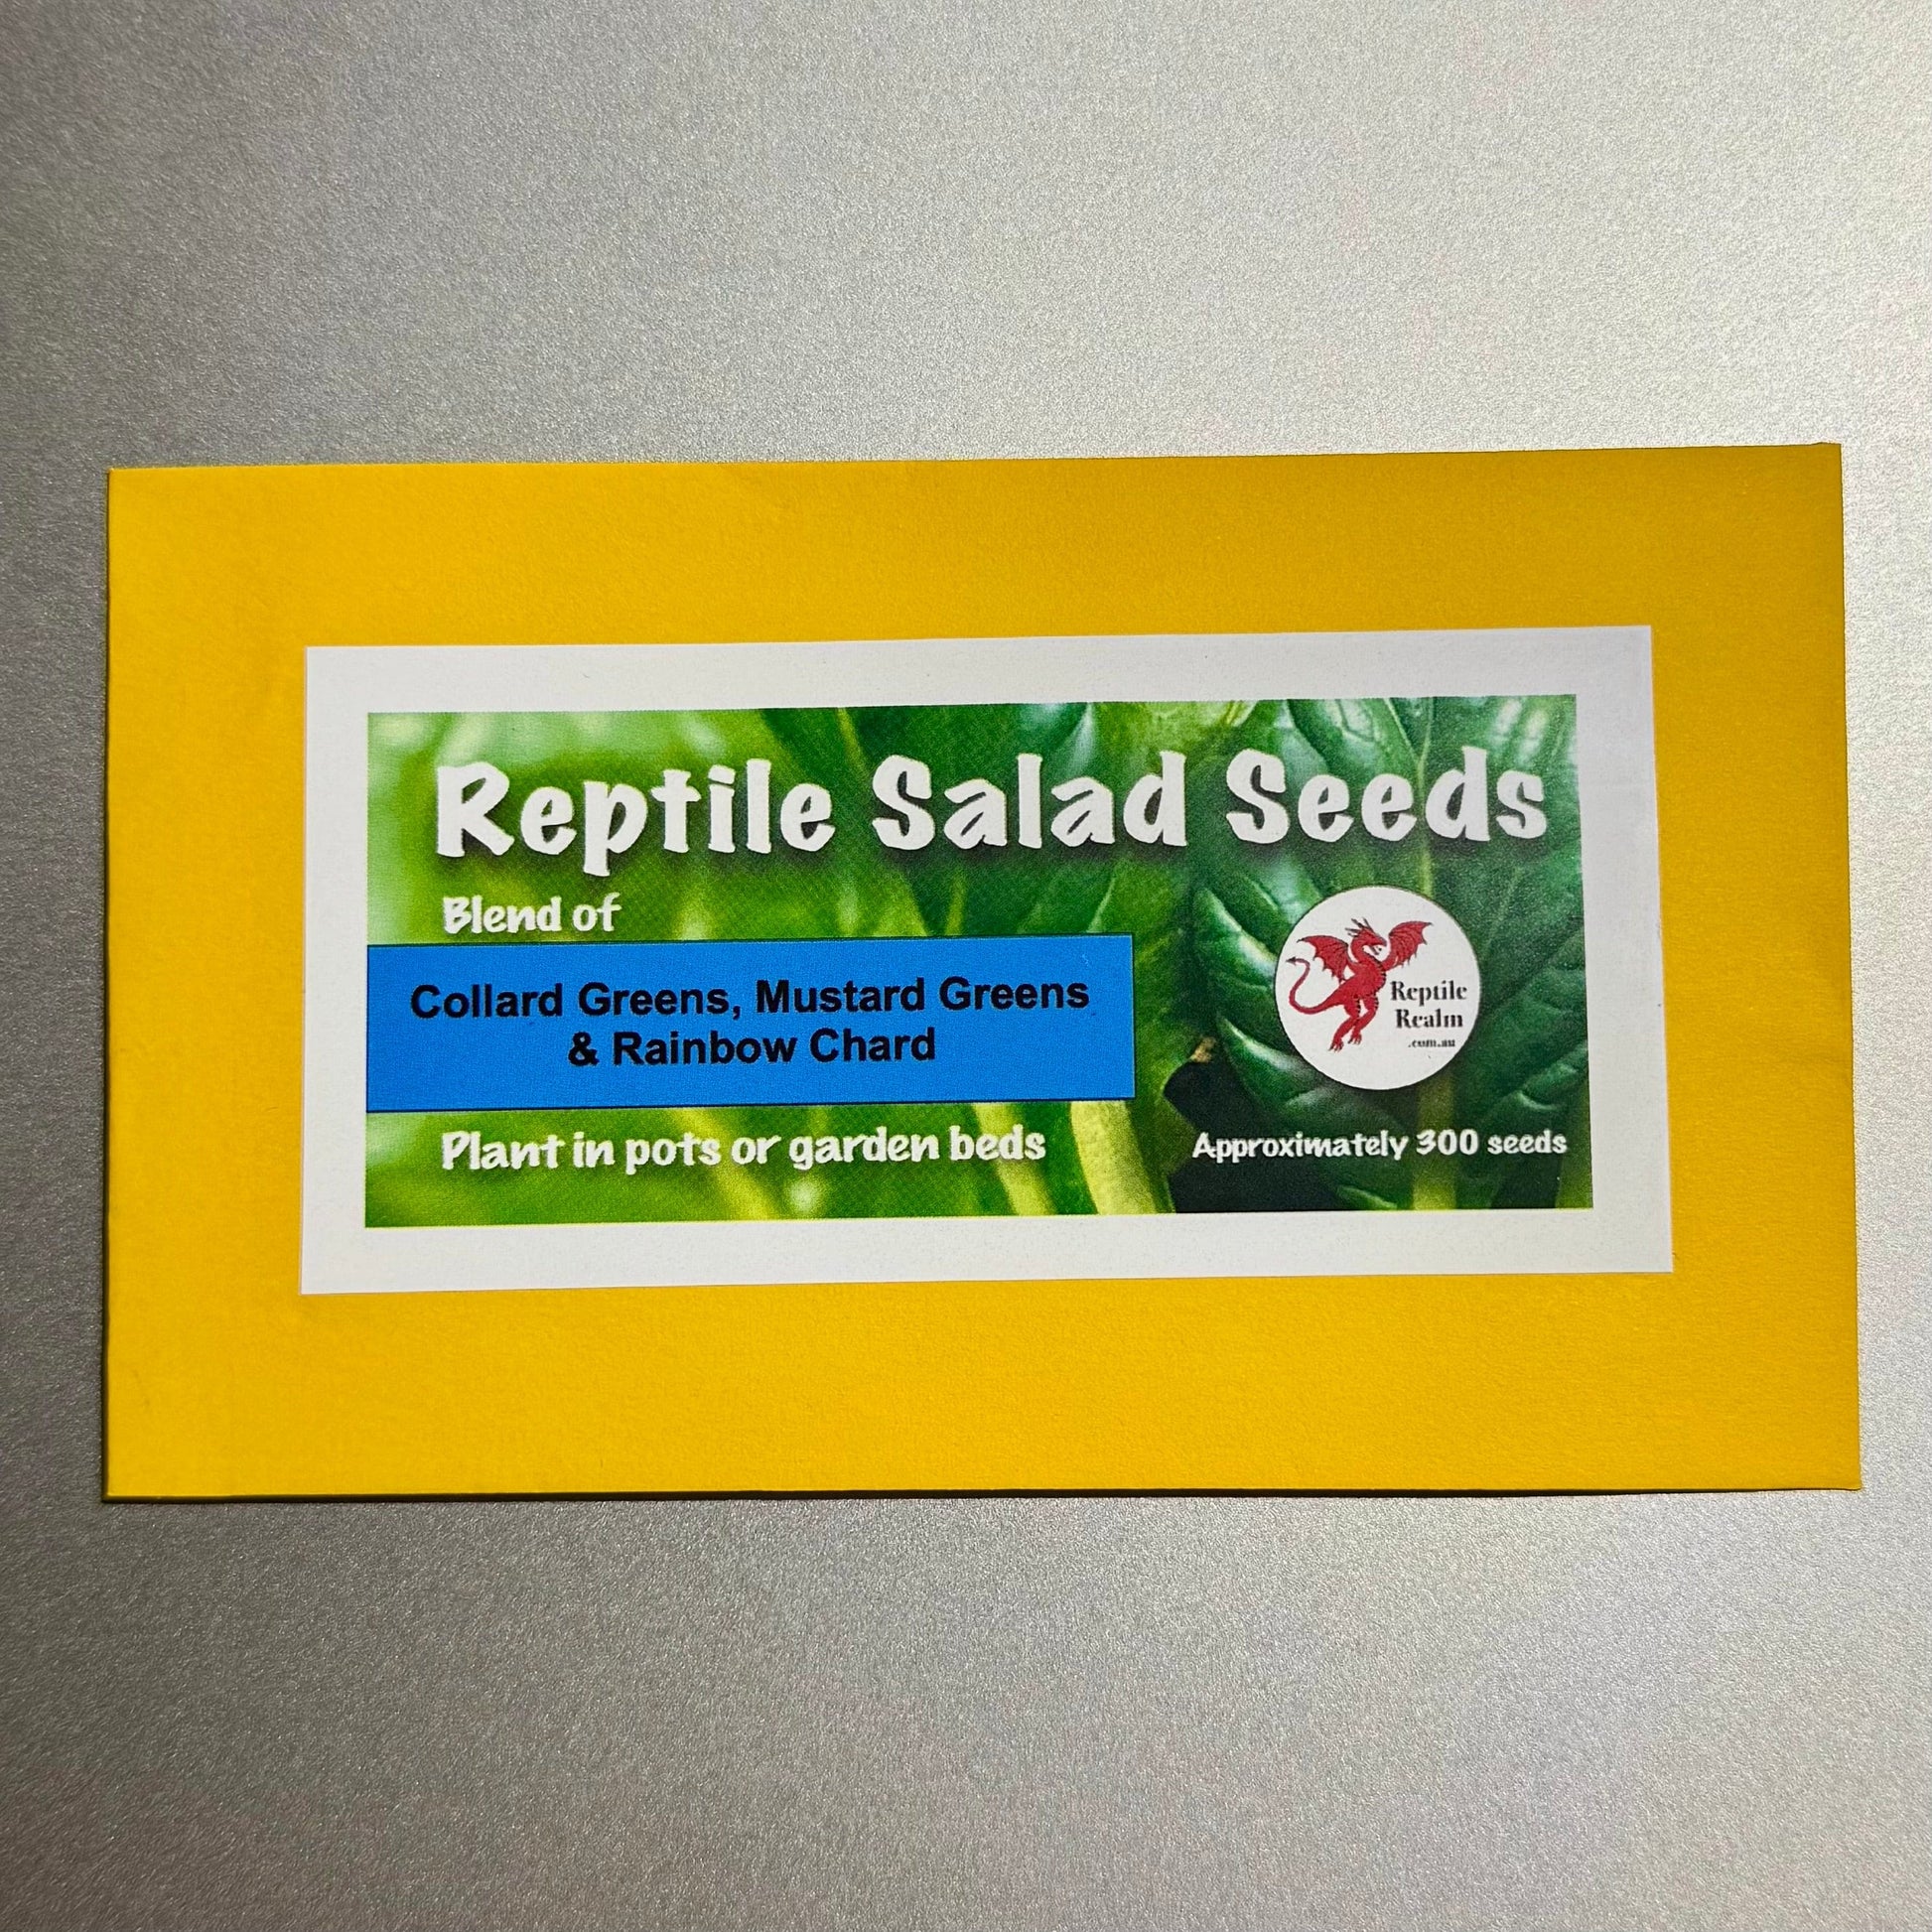 Reptile Salad Seeds
Blend of
Collard Greens, Mustard Greens
& Rainbow Chard
Reptile
Realm
.com.au
Plant in pots or garden beds
Approximately 300 seeds